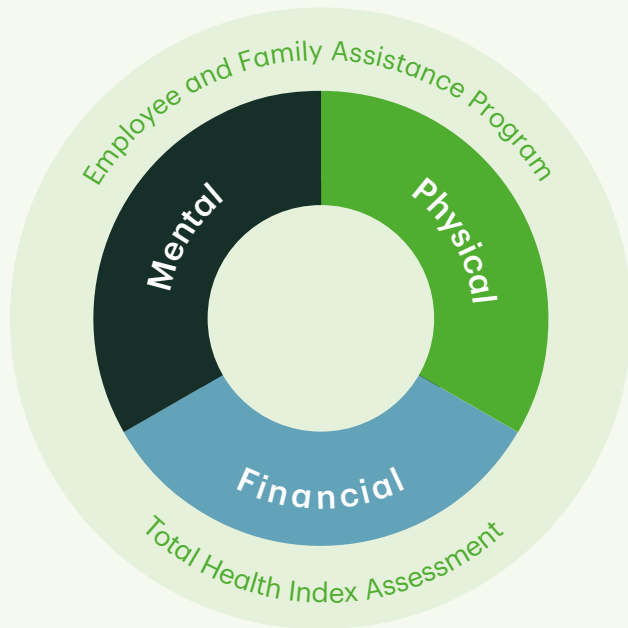 Employee and Family Assistance Program
Mental
Physical
Financial
Total Health Index Assessment